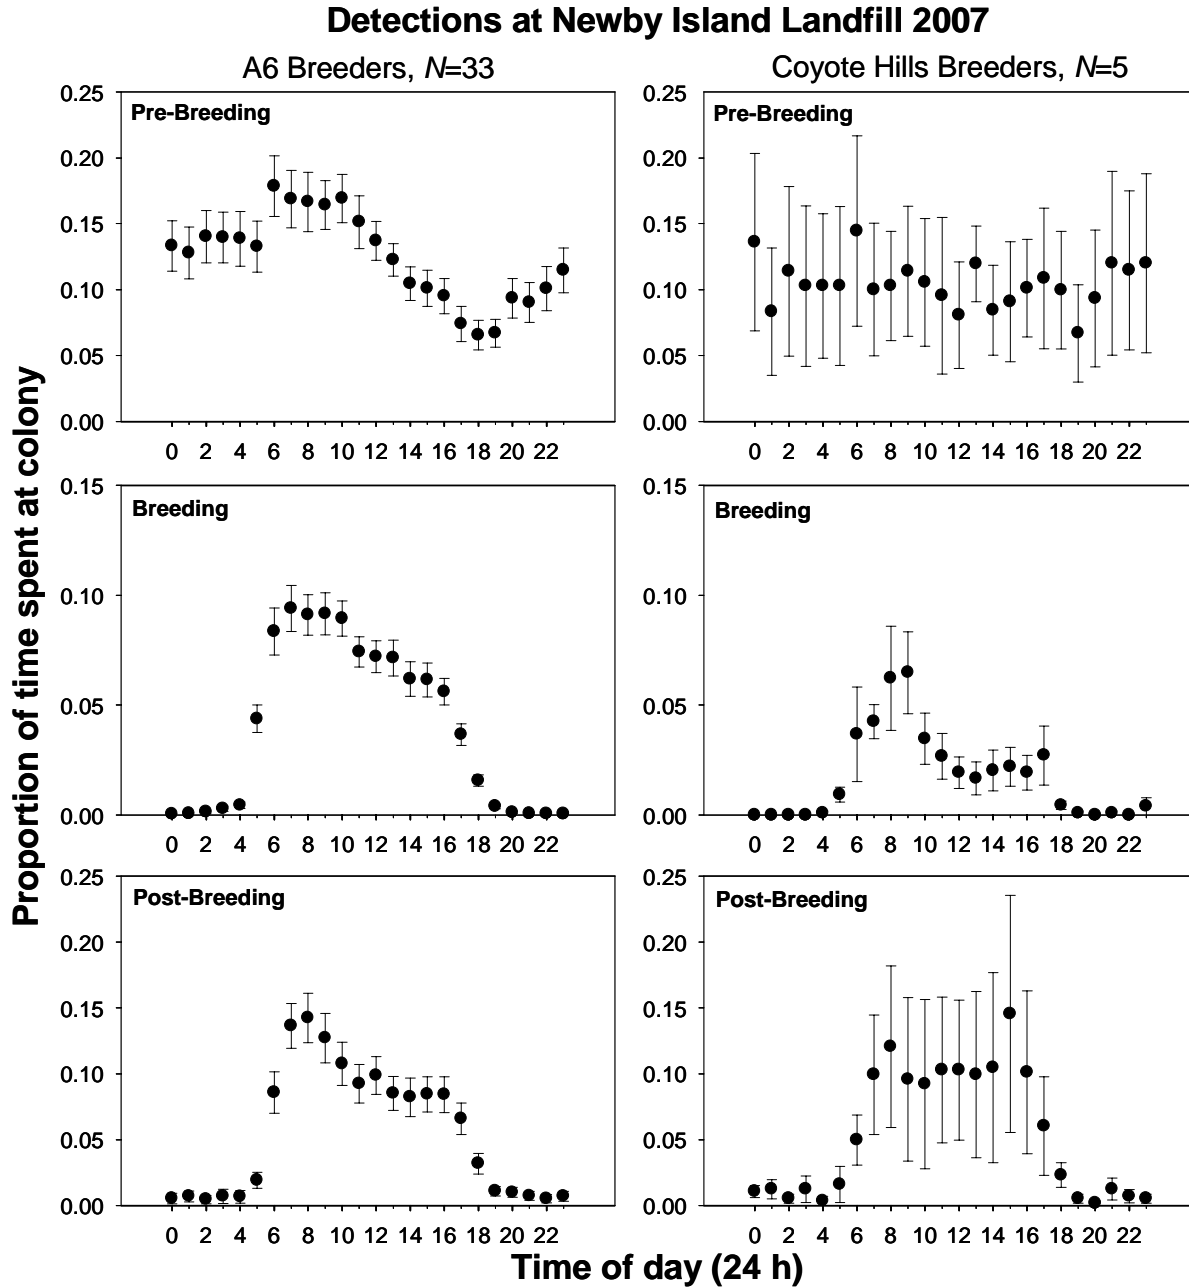 Detections at Newby Island Landfill 2007
A6 Breeders, N=33
Coyote Hills Breeders, N=5
Proportion of time spent at colony
Pre-Breeding
0.25
0.20
0.15
0.10
0.05
0.00
0 2 4 6 8 10 12 14 16 18 20 22
Pre-Breeding
0.25
0.20
0.15
0.10
0.05
0.00
0 2 4 6 8 10 12 14 16 18 20 22
Breeding
0.15
0.10
0.05
0.00
0 2 4 6 8 10 12 14 16 18 20 22
Breeding
0.15
0.10
0.05
0.00
0 2 4 6 8 10 12 14 16 18 20 22
Post-Breeding
0.25
0.20
0.15
0.10
0.05
0.00
0 2 4 6 8 10 12 14 16 18 20 22
Post-Breeding
0.25
0.20
0.15
0.10
0.05
0.00
0 2 4 6 8 10 12 14 16 18 20 22
Time of day (24 h)